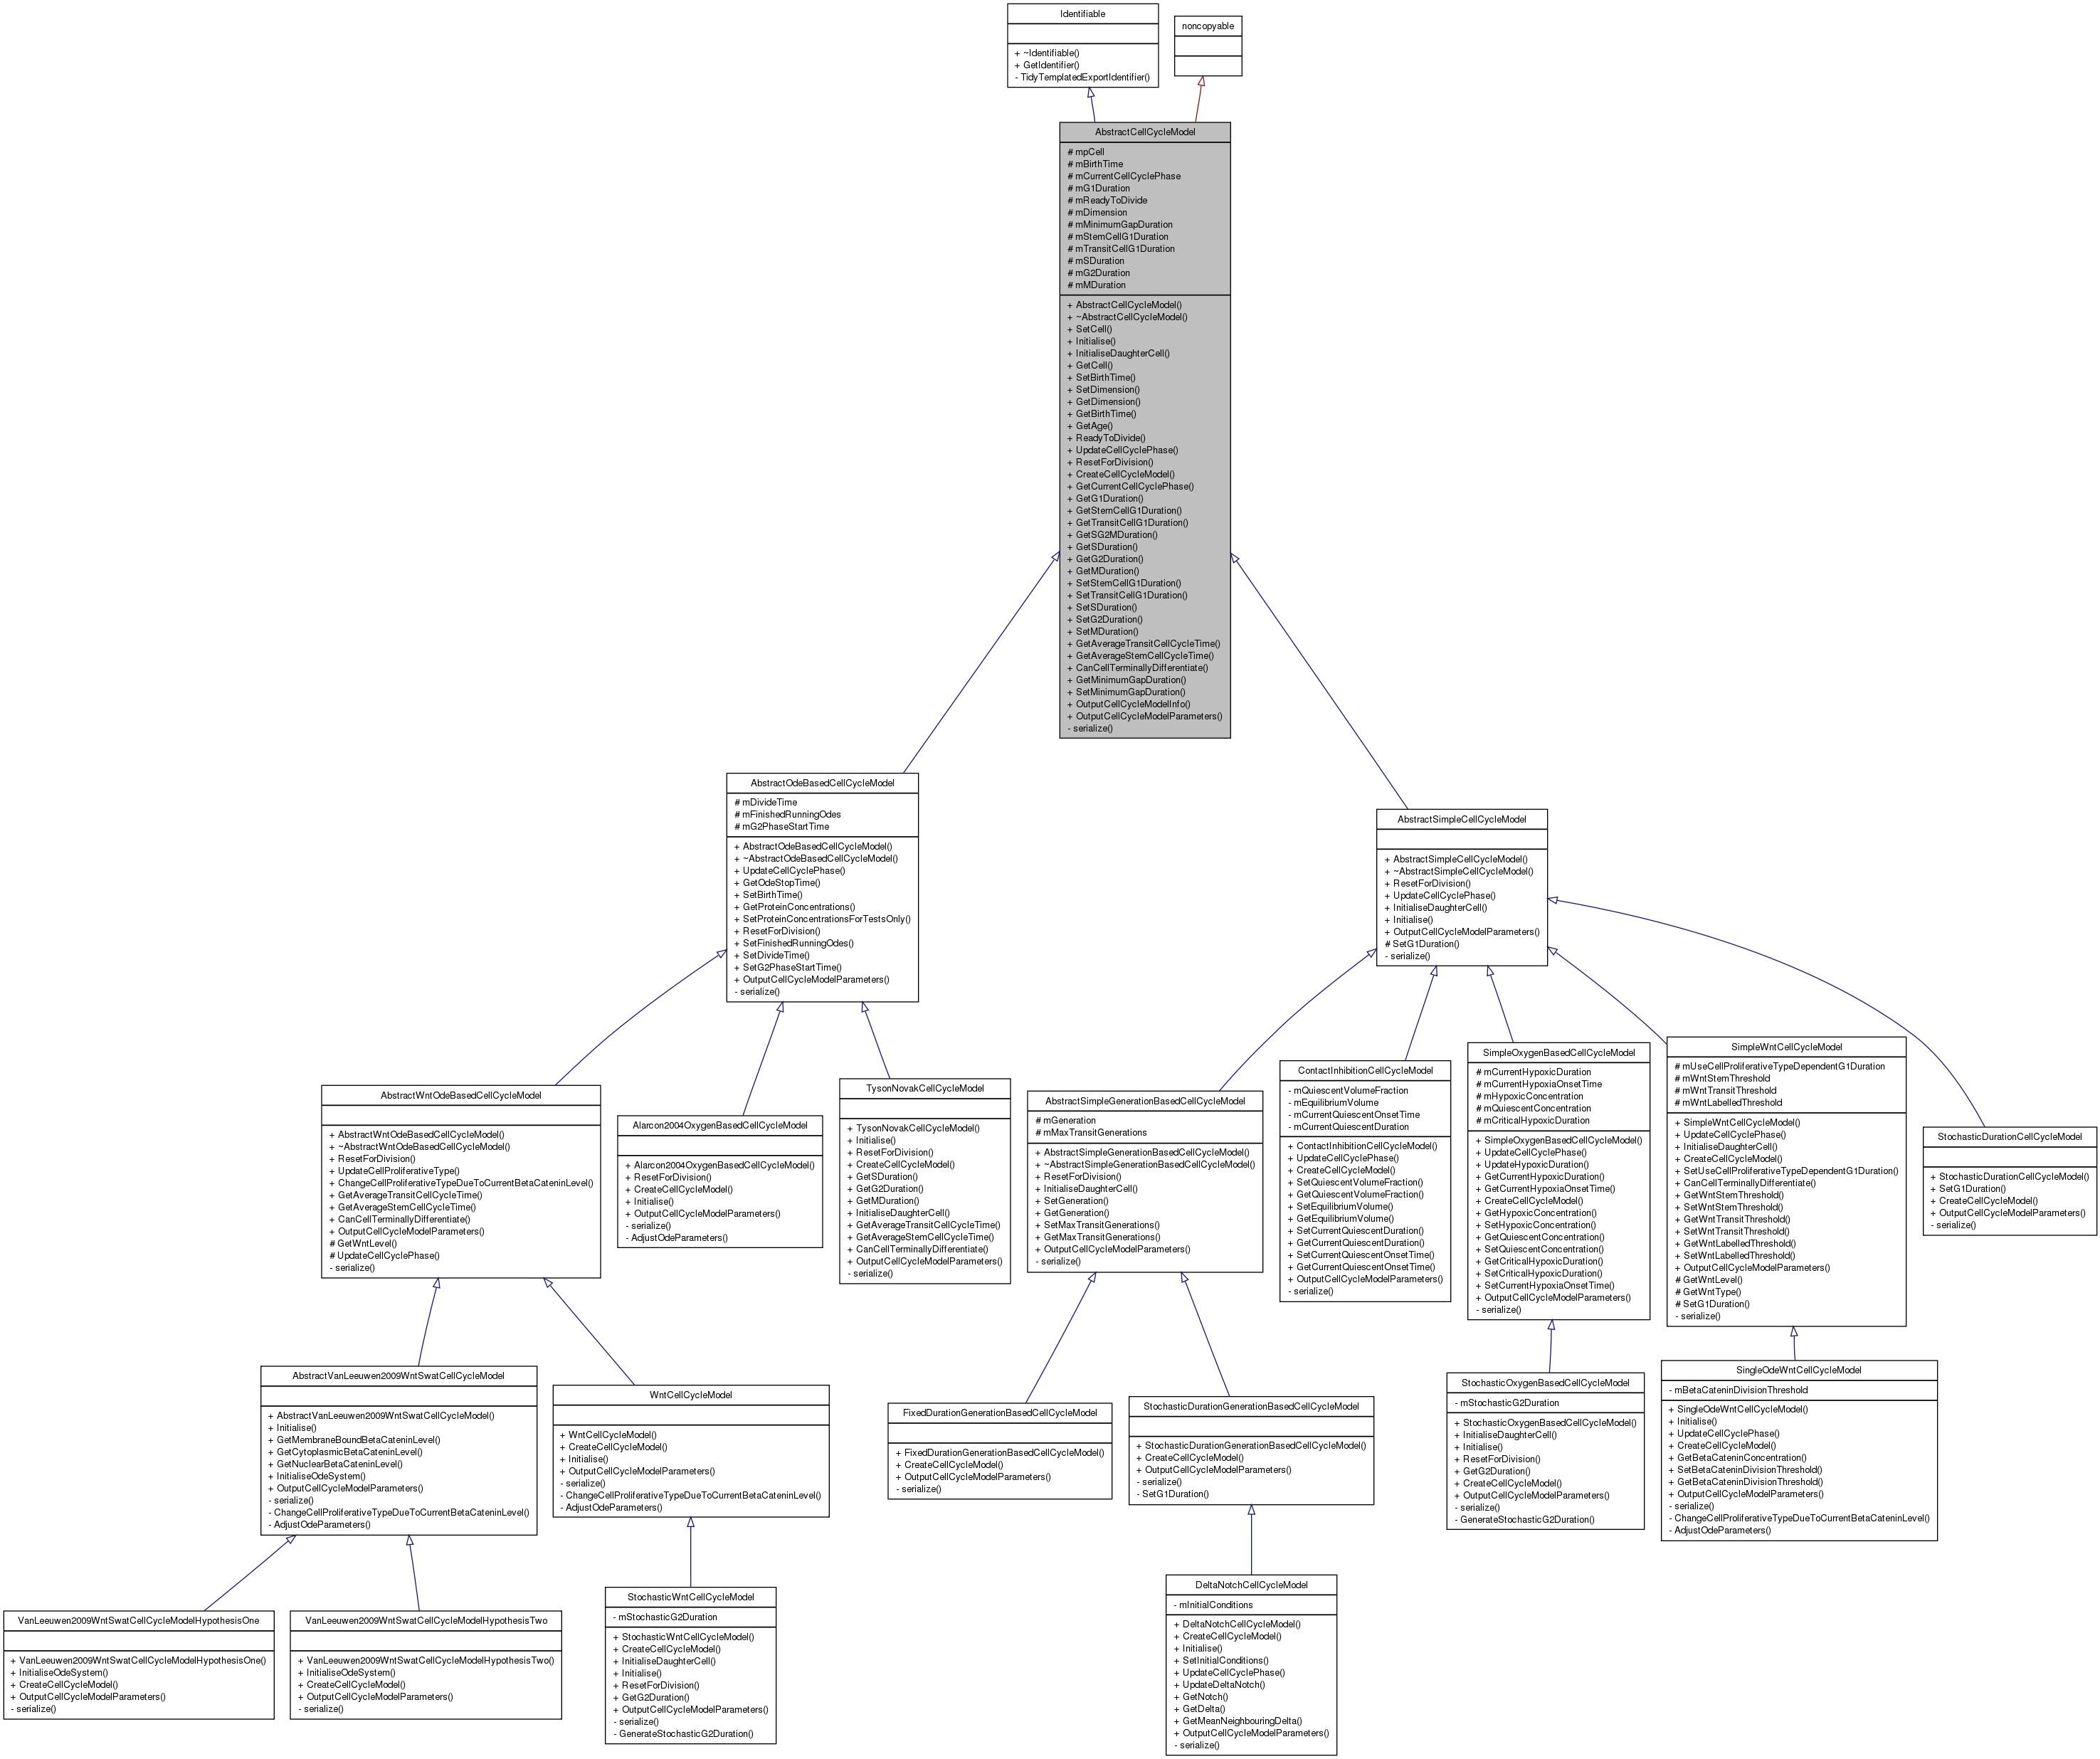 Identifiable
+ ~Identifiable()
+ GetIdentifier()
- TidyTemplatedExportIdentifier()
noncopyable
AbstractCellCycleModel
# mpCell
# mBirthTime
# mCurrentCellCyclePhase
# mG1Duration
# mReadyToDivide
# mDimension
# mMinimumGapDuration
# mStemCellG1Duration
# mTransitCellG1Duration
# mSDuration
# mG2Duration
# mMDuration
+ AbstractCellCycleModel()
+ ~AbstractCellCycleModel()
+ SetCell()
+ Initialise()
+ InitialiseDaughterCell()
+ GetCell()
+ SetBirthTime()
+ SetDimension()
+ GetDimension()
+ GetBirthTime()
+ GetAge()
+ ReadyToDivide()
+ UpdateCellCyclePhase()
+ ResetForDivision()
+ CreateCellCycleModel()
+ GetCurrentCellCyclePhase()
+ GetG1Duration()
+ GetStemCellG1Duration()
+ GetTransitCellG1Duration()
+ GetSG2MDuration()
+ GetSDuration()
+ GetG2Duration()
+ GetMDuration()
+ SetStemCellG1Duration()
+ SetTransitCellG1Duration()
+ SetSDuration()
+ SetG2Duration()
+ SetMDuration()
+ GetAverageTransitCellCycleTime()
+ GetAverageStemCellCycleTime()
+ CanCellTerminallyDifferentiate()
+ GetMinimumGapDuration()
+ SetMinimumGapDuration()
+ OutputCellCycleModelInfo()
+ OutputCellCycleModelParameters()
- serialize()
AbstractOdeBasedCellCycleModel
# mDivideTime
# mFinishedRunningOdes
# mG2PhaseStartTime
+ AbstractOdeBasedCellCycleModel()
+ ~AbstractOdeBasedCellCycleModel()
+ UpdateCellCyclePhase()
+ GetOdeStopTime()
+ SetBirthTime()
+ GetProteinConcentrations()
+ SetProteinConcentrationsForTestsOnly()
+ ResetForDivision()
+ SetFinishedRunningOdes()
+ SetDivideTime()
+ SetG2PhaseStartTime()
+ OutputCellCycleModelParameters()
- serialize()
AbstractSimpleCellCycleModel
+ AbstractSimpleCellCycleModel()
+ ~AbstractSimpleCellCycleModel()
+ ResetForDivision()
+ UpdateCellCyclePhase()
+ InitialiseDaughterCell()
+ Initialise()
+ OutputCellCycleModelParameters()
# SetG1Duration()
- serialize()
AbstractWntOdeBasedCellCycleModel
+ AbstractWntOdeBasedCellCycleModel()
+ ~AbstractWntOdeBasedCellCycleModel()
+ ResetForDivision()
+ UpdateCellProliferativeType()
+ ChangeCellProliferativeTypeDueToCurrentBetaCateninLevel()
+ GetAverageTransitCellCycleTime()
+ GetAverageStemCellCycleTime()
+ CanCellTerminallyDifferentiate()
+ OutputCellCycleModelParameters()
# GetWntLevel()
# UpdateCellCyclePhase()
- serialize()
Alarcon2004OxygenBasedCellCycleModel
+ Alarcon2004OxygenBasedCellCycleModel()
+ ResetForDivision()
+ CreateCellCycleModel()
+ Initialise()
+ OutputCellCycleModelParameters()
- serialize()
- AdjustOdeParameters()
TysonNovakCellCycleModel
+ TysonNovakCellCycleModel()
+ Initialise()
+ ResetForDivision()
+ CreateCellCycleModel()
+ GetSDuration()
+ GetG2Duration()
+ GetMDuration()
+ InitialiseDaughterCell()
+ GetAverageTransitCellCycleTime()
+ GetAverageStemCellCycleTime()
+ CanCellTerminallyDifferentiate()
+ OutputCellCycleModelParameters()
- serialize()
AbstractSimpleGenerationBasedCellCycleModel
# mGeneration
# mMaxTransitGenerations
+ AbstractSimpleGenerationBasedCellCycleModel()
+ ~AbstractSimpleGenerationBasedCellCycleModel()
+ ResetForDivision()
+ InitialiseDaughterCell()
+ SetGeneration()
+ GetGeneration()
+ SetMaxTransitGenerations()
+ GetMaxTransitGenerations()
+ OutputCellCycleModelParameters()
- serialize()
ContactInhibitionCellCycleModel
- mQuiescentVolumeFraction
- mEquilibriumVolume
- mCurrentQuiescentOnsetTime
- mCurrentQuiescentDuration
+ ContactInhibitionCellCycleModel()
+ UpdateCellCyclePhase()
+ CreateCellCycleModel()
+ SetQuiescentVolumeFraction()
+ GetQuiescentVolumeFraction()
+ SetEquilibriumVolume()
+ GetEquilibriumVolume()
+ SetCurrentQuiescentDuration()
+ GetCurrentQuiescentDuration()
+ SetCurrentQuiescentOnsetTime()
+ GetCurrentQuiescentOnsetTime()
+ OutputCellCycleModelParameters()
- serialize()
SimpleOxygenBasedCellCycleModel
# mCurrentHypoxicDuration
# mCurrentHypoxiaOnsetTime
# mHypoxicConcentration
# mQuiescentConcentration
# mCriticalHypoxicDuration
+ SimpleOxygenBasedCellCycleModel()
+ UpdateCellCyclePhase()
+ UpdateHypoxicDuration()
+ GetCurrentHypoxicDuration()
+ GetCurrentHypoxiaOnsetTime()
+ CreateCellCycleModel()
+ GetHypoxicConcentration()
+ SetHypoxicConcentration()
+ GetQuiescentConcentration()
+ SetQuiescentConcentration()
+ GetCriticalHypoxicDuration()
+ SetCriticalHypoxicDuration()
+ SetCurrentHypoxiaOnsetTime()
+ OutputCellCycleModelParameters()
- serialize()
SimpleWntCellCycleModel
# mUseCellProliferativeTypeDependentG1Duration
# mWntStemThreshold
# mWntTransitThreshold
# mWntLabelledThreshold
+ SimpleWntCellCycleModel()
+ UpdateCellCyclePhase()
+ InitialiseDaughterCell()
+ CreateCellCycleModel()
+ SetUseCellProliferativeTypeDependentG1Duration()
+ CanCellTerminallyDifferentiate()
+ GetWntStemThreshold()
+ SetWntStemThreshold()
+ GetWntTransitThreshold()
+ SetWntTransitThreshold()
+ GetWntLabelledThreshold()
+ SetWntLabelledThreshold()
+ OutputCellCycleModelParameters()
# GetWntLevel()
# GetWntType()
# SetG1Duration()
- serialize()
StochasticDurationCellCycleModel
+ StochasticDurationCellCycleModel()
+ SetG1Duration()
+ CreateCellCycleModel()
+ OutputCellCycleModelParameters()
- serialize()
AbstractVanLeeuwen2009WntSwatCellCycleModel
+ AbstractVanLeeuwen2009WntSwatCellCycleModel()
+ Initialise()
+ GetMembraneBoundBetaCateninLevel()
+ GetCytoplasmicBetaCateninLevel()
+ GetNuclearBetaCateninLevel()
+ InitialiseOdeSystem()
+ OutputCellCycleModelParameters()
- serialize()
- ChangeCellProliferativeTypeDueToCurrentBetaCateninLevel()
- AdjustOdeParameters()
WntCellCycleModel
+ WntCellCycleModel()
+ CreateCellCycleModel()
+ Initialise()
+ OutputCellCycleModelParameters()
- serialize()
- ChangeCellProliferativeTypeDueToCurrentBetaCateninLevel()
- AdjustOdeParameters()
FixedDurationGenerationBasedCellCycleModel
+ FixedDurationGenerationBasedCellCycleModel()
+ CreateCellCycleModel()
+ OutputCellCycleModelParameters()
- serialize()
StochasticDurationGenerationBasedCellCycleModel
+ StochasticDurationGenerationBasedCellCycleModel()
+ CreateCellCycleModel()
+ OutputCellCycleModelParameters()
- serialize()
- SetG1Duration()
StochasticOxygenBasedCellCycleModel
- mStochasticG2Duration
+ StochasticOxygenBasedCellCycleModel()
+ InitialiseDaughterCell()
+ Initialise()
+ ResetForDivision()
+ GetG2Duration()
+ CreateCellCycleModel()
+ OutputCellCycleModelParameters()
- serialize()
- GenerateStochasticG2Duration()
SingleOdeWntCellCycleModel
- mBetaCateninDivisionThreshold
+ SingleOdeWntCellCycleModel()
+ Initialise()
+ UpdateCellCyclePhase()
+ CreateCellCycleModel()
+ GetBetaCateninConcentration()
+ SetBetaCateninDivisionThreshold()
+ GetBetaCateninDivisionThreshold()
+ OutputCellCycleModelParameters()
- serialize()
- ChangeCellProliferativeTypeDueToCurrentBetaCateninLevel()
- AdjustOdeParameters()
VanLeeuwen2009WntSwatCellCycleModelHypothesisOne
+ VanLeeuwen2009WntSwatCellCycleModelHypothesisOne()
+ InitialiseOdeSystem()
+ CreateCellCycleModel()
+ OutputCellCycleModelParameters()
- serialize()
VanLeeuwen2009WntSwatCellCycleModelHypothesisTwo
+ VanLeeuwen2009WntSwatCellCycleModelHypothesisTwo()
+ InitialiseOdeSystem()
+ CreateCellCycleModel()
+ OutputCellCycleModelParameters()
- serialize()
StochasticWntCellCycleModel
- mStochasticG2Duration
+ StochasticWntCellCycleModel()
+ CreateCellCycleModel()
+ InitialiseDaughterCell()
+ Initialise()
+ ResetForDivision()
+ GetG2Duration()
+ OutputCellCycleModelParameters()
- serialize()
- GenerateStochasticG2Duration()
DeltaNotchCellCycleModel
- mInitialConditions
+ DeltaNotchCellCycleModel()
+ CreateCellCycleModel()
+ Initialise()
+ SetInitialConditions()
+ UpdateCellCyclePhase()
+ UpdateDeltaNotch()
+ GetNotch()
+ GetDelta()
+ GetMeanNeighbouringDelta()
+ OutputCellCycleModelParameters()
- serialize()